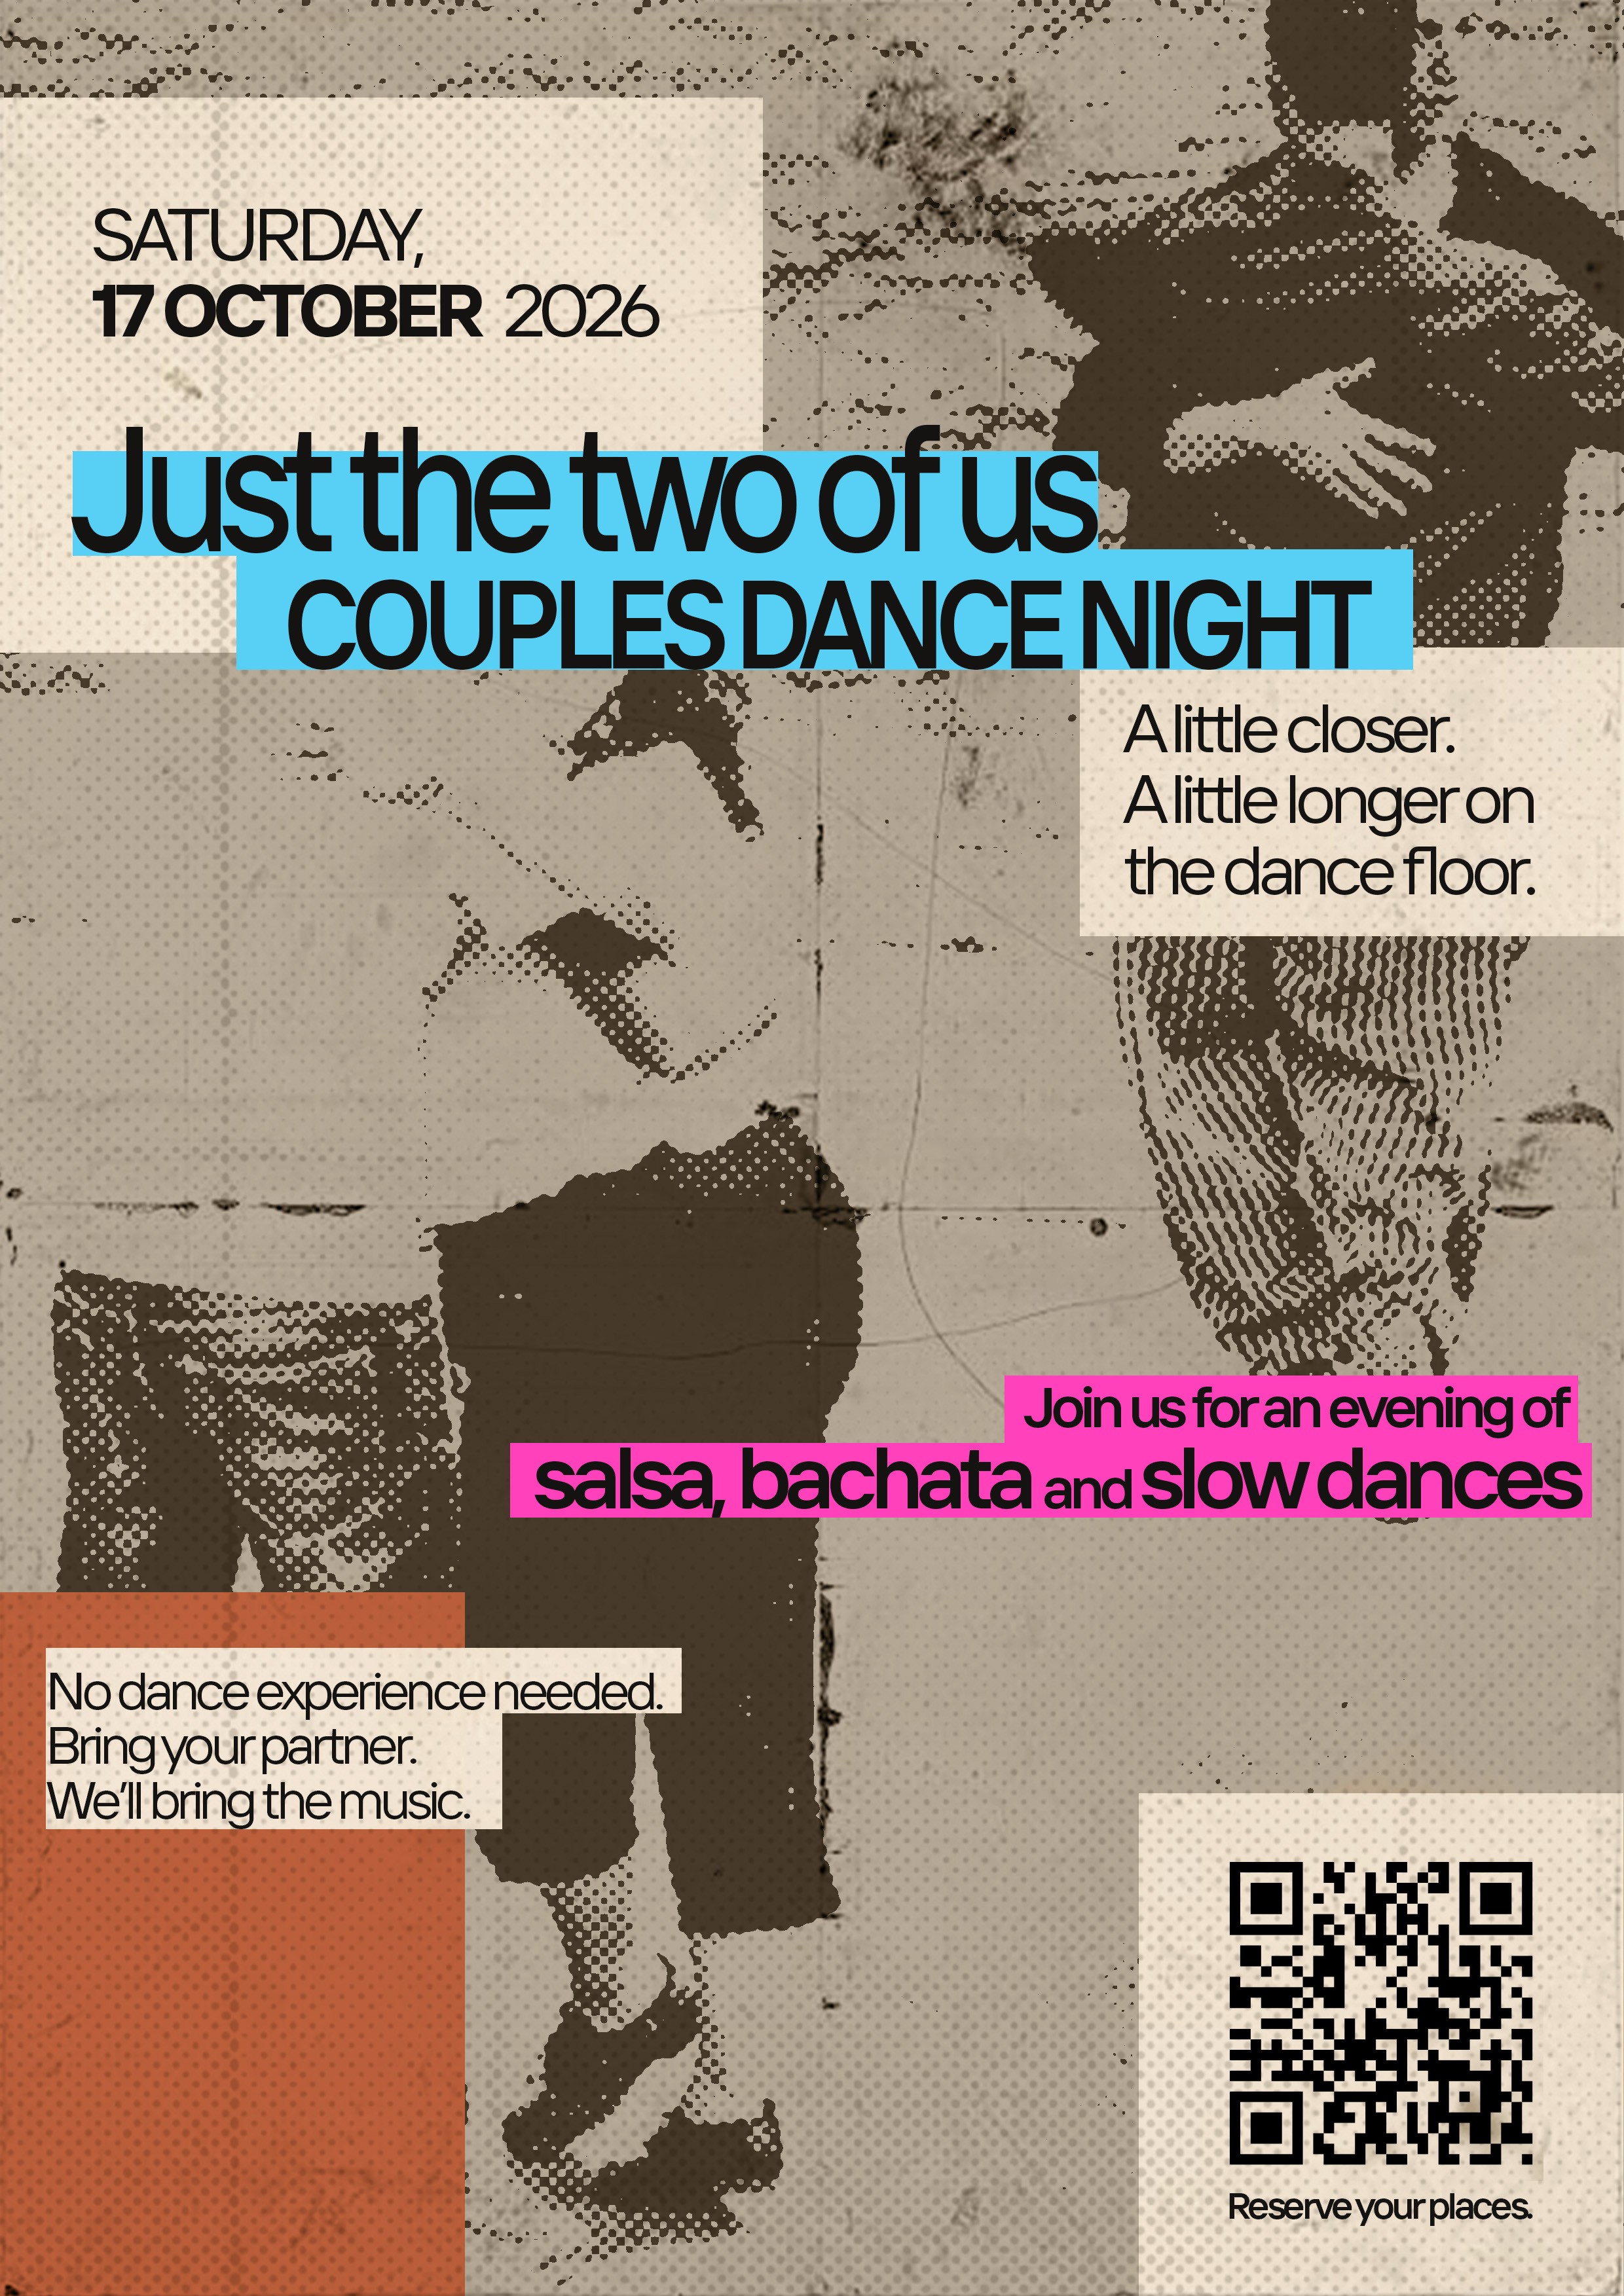 SATURDAY,
17 OCTOBER 2026
Just the two of us
COUPLES DANCE NIGHT
A little closer.
A little longer on
the dance floor.
Join us for an evening of
salsa, bachata and slow dances
No dance experience needed.
Bring your partner.
We'll bring the music.
Reserve your places.